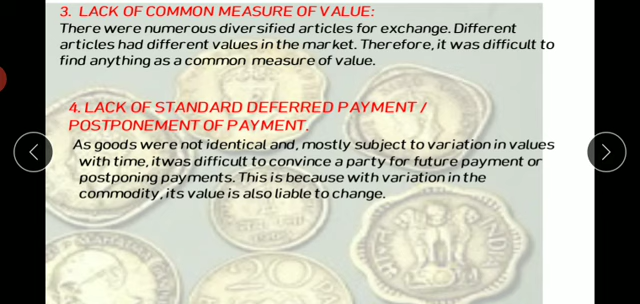 3. LACK OF COMMON MEASURE OF VALUE:
There were numerous diversified articles for exchange. Different
articles had different values in the market. Therefore, it was difficult to
find anything as a common measure of value.
4. LACK OF STANDARD DEFERRED PAYMENT /
POSTPONEMENT OF PAYMENT.
As goods were not identical and, mostly subject to variation in values
with time, itwas difficult to convince a party for future payment or
postponing payments. This is because with variation in the
commodity, its value is also liable to change.
20